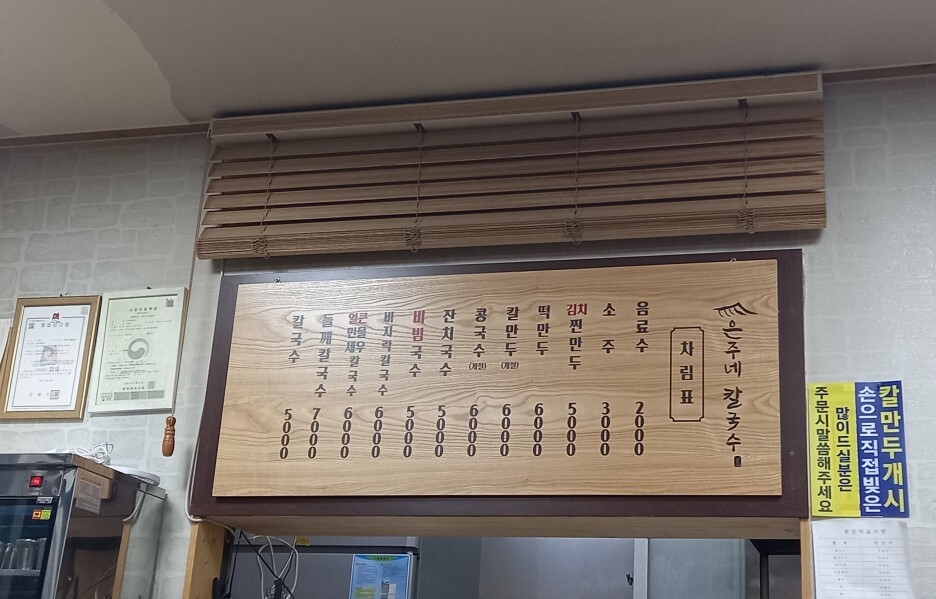 은주네 칼국수
차림표
칼국수 5000
들깨칼국수 7000
얼큰민물새우칼국수 6000
바지락칼국수 6000
비빔국수 5000
잔치국수 5000
콩국수 (계절) 6000
칼만두 (계절) 6000
떡만두 6000
김치찐만두 5000
소주 3000
음료수 2000
칼만두개시
손으로직접빚은
많이드실분은
주문시말씀해주세요